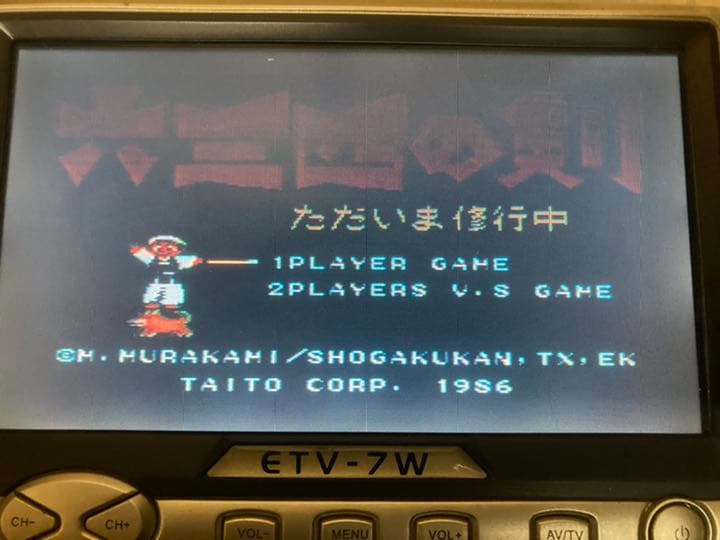 六三四の剣
ただいま修行中
1PLAYER GAME
2PLAYERS V.S GAME
©M. MURAKAMI/SHOGAKUKAN, TX, EK
TAITO CORP. 1986
ETV-7W
CH- CH+ VOL- MENU VOL+ AV/TV